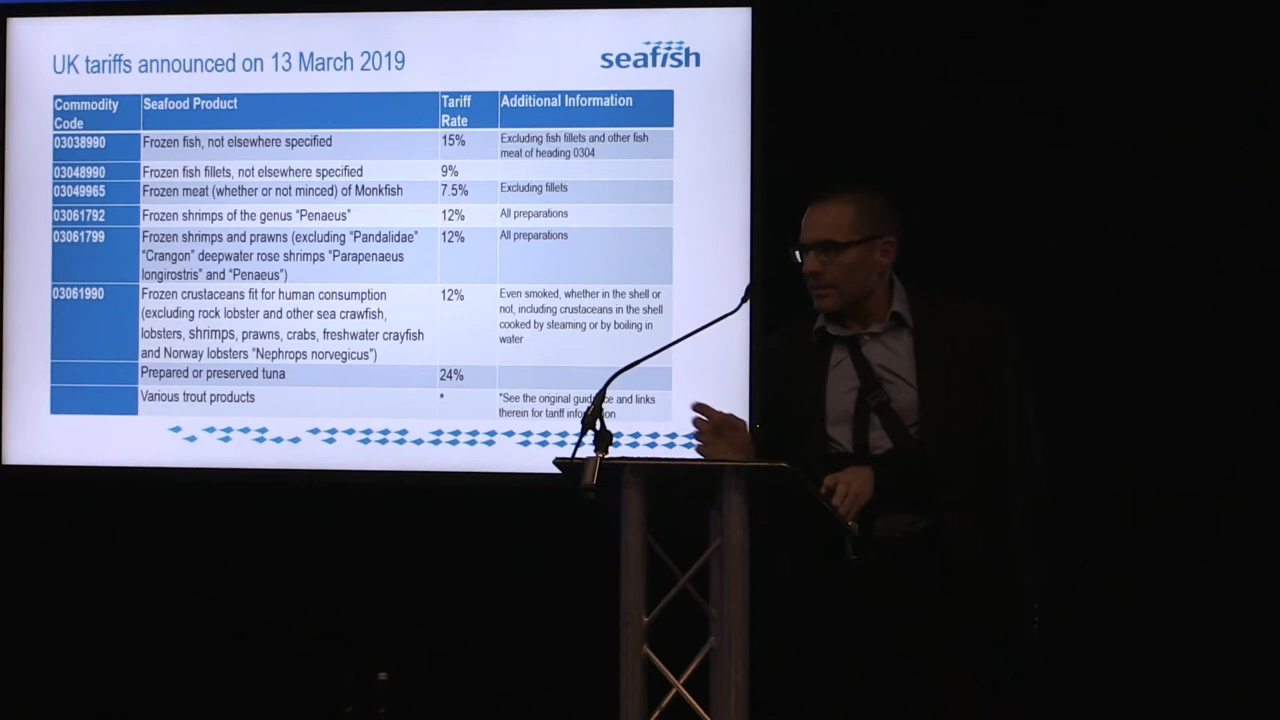 UK tariffs announced on 13 March 2019
seafish
Commodity Code
Seafood Product
Tariff Rate
Additional Information
03038990
Frozen fish, not elsewhere specified
15%
Excluding fish fillets and other fish
meat of heading 0304
03048990
Frozen fish fillets, not elsewhere specified
9%
03049965
Frozen meat (whether or not minced) of Monkfish
7.5%
Excluding fillets
03061792
Frozen shrimps of the genus "Penaeus"
12%
All preparations
03061799
Frozen shrimps and prawns (excluding "Pandalidae"
"Crangon" deepwater rose shrimps "Parapenaeus
longirostris" and "Penaeus")
12%
All preparations
03061990
Frozen crustaceans fit for human consumption
(excluding rock lobster and other sea crawfish,
lobsters, shrimps, prawns, crabs, freshwater crayfish
and Norway lobsters "Nephrops norvegicus")
12%
Even smoked, whether in the shell or
not, including crustaceans in the shell
cooked by steaming or by boiling in
water
Prepared or preserved tuna
24%
Various trout products
*
*See the original guidance and links
therein for tariff information